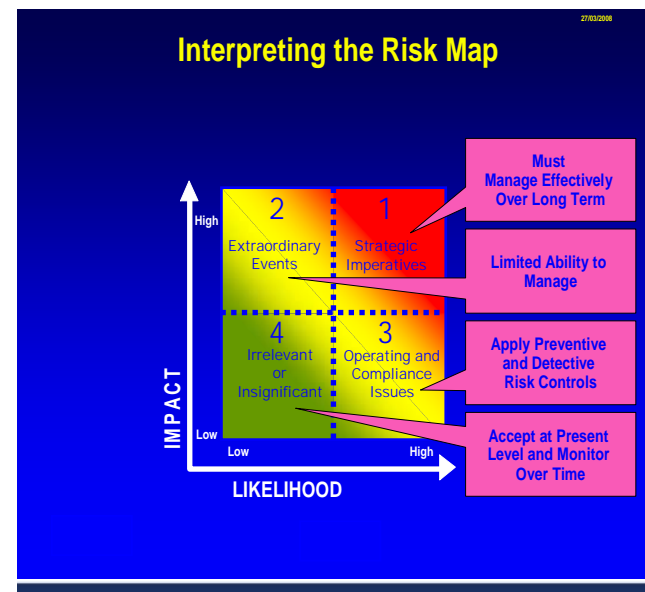 27/03/2008
Interpreting the Risk Map
Must
Manage Effectively
Over Long Term
High
2
1
Extraordinary
Events
Strategic
Imperatives
Limited Ability to
Manage
4
3
Irrelevant
or
Insignificant
Operating and
Compliance
Issues
Apply Preventive
and Detective
Risk Controls
IMPACT
Low
Low
High
Accept at Present
Level and Monitor
Over Time
LIKELIHOOD